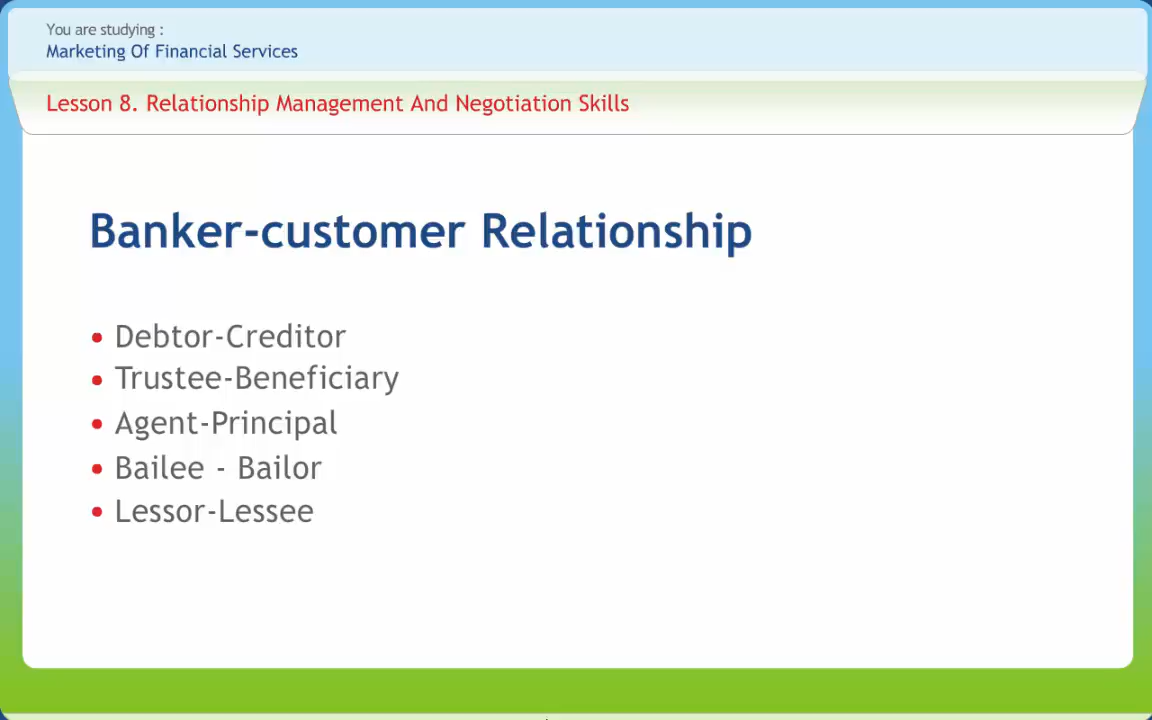 You are studying :
Marketing Of Financial Services
Lesson 8. Relationship Management And Negotiation Skills
Banker-customer Relationship
• Debtor-Creditor
• Trustee-Beneficiary
• Agent-Principal
• Bailee - Bailor
• Lessor-Lessee